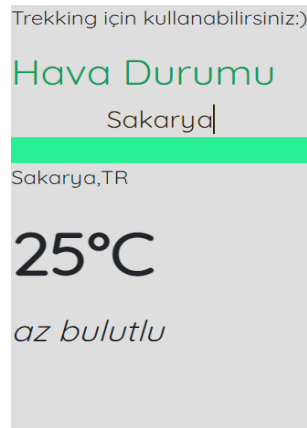 Trekking için kullanabilirsiniz:)
Hava Durumu
Sakarya
Sakarya,TR
25°C
az bulutlu